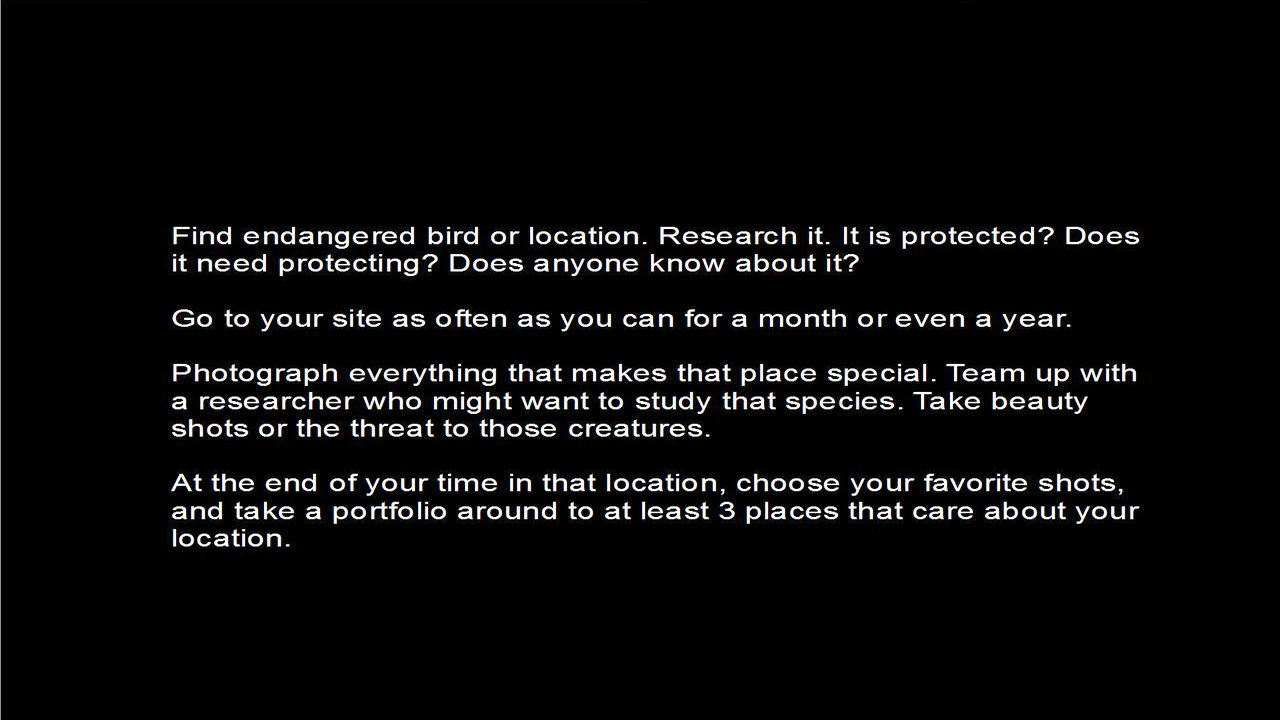 Find endangered bird or location. Research it. It is protected? Does
it need protecting? Does anyone know about it?
Go to your site as often as you can for a month or even a year.
Photograph everything that makes that place special. Team up with
a researcher who might want to study that species. Take beauty
shots or the threat to those creatures.
At the end of your time in that location, choose your favorite shots,
and take a portfolio around to at least 3 places that care about your
location.